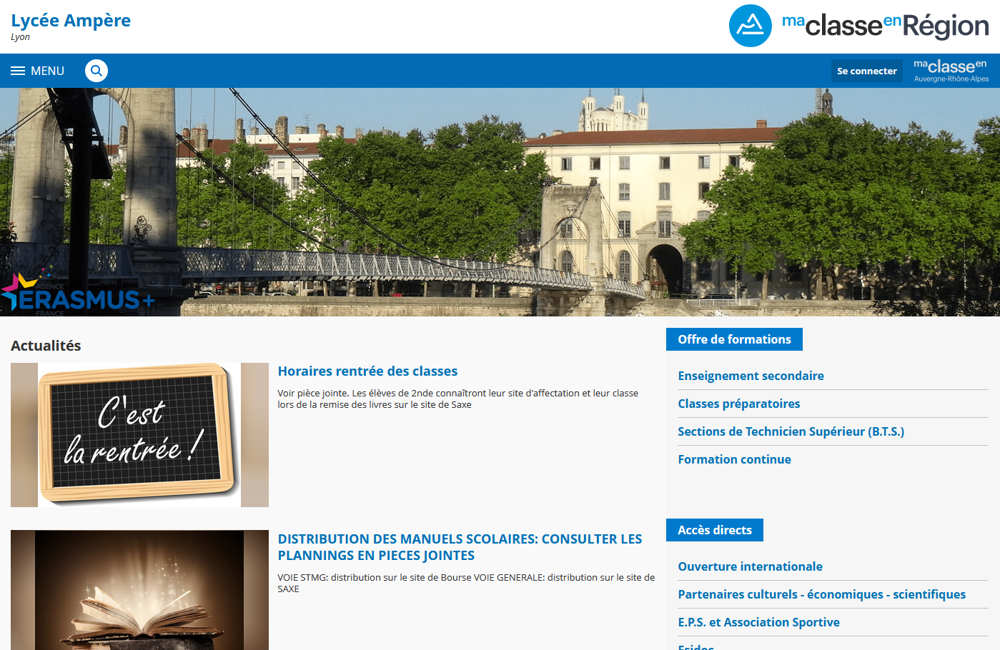 Lycée Ampère
Lyon
ma classe en Région
MENU
Se connecter
ma classe en
Auvergne-Rhône-Alpes
AGENCE
ERASMUS+
FRANCE
Actualités
C'est
la rentrée !
Horaires rentrée des classes
Voir pièce jointe. Les élèves de 2nde connaîtront leur site d'affectation et leur classe
lors de la remise des livres sur le site de Saxe
DISTRIBUTION DES MANUELS SCOLAIRES: CONSULTER LES
PLANNINGS EN PIECES JOINTES
VOIE STMG: distribution sur le site de Bourse VOIE GENERALE: distribution sur le site de
SAXE
Offre de formations
Enseignement secondaire
Classes préparatoires
Sections de Technicien Supérieur (B.T.S.)
Formation continue
Accès directs
Ouverture internationale
Partenaires culturels - économiques - scientifiques
E.P.S. et Association Sportive